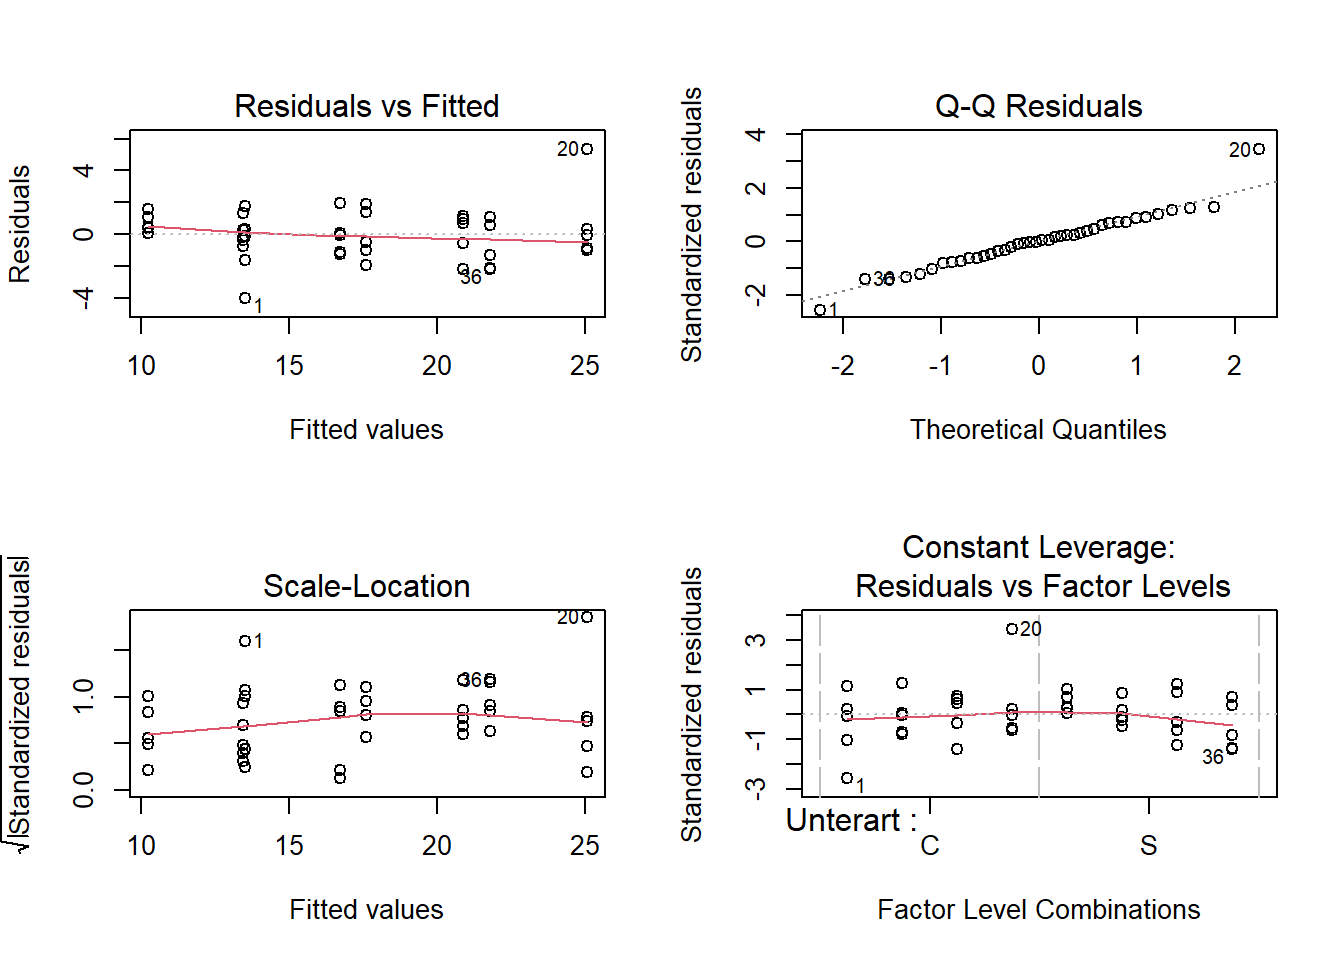 Residuals vs Fitted
Residuals
4
0
-4
20
36
1
10 15 20 25
Fitted values
Q-Q Residuals
Standardized residuals
4
2
0
-2
20
36
1
-2 -1 0 1 2
Theoretical Quantiles
Scale-Location
√|Standardized residuals|
1.0
0.0
1
20
36
10 15 20 25
Fitted values
Constant Leverage:
Residuals vs Factor Levels
Standardized residuals
3
1
-1
-3
20
36
1
Unterart :
C S
Factor Level Combinations